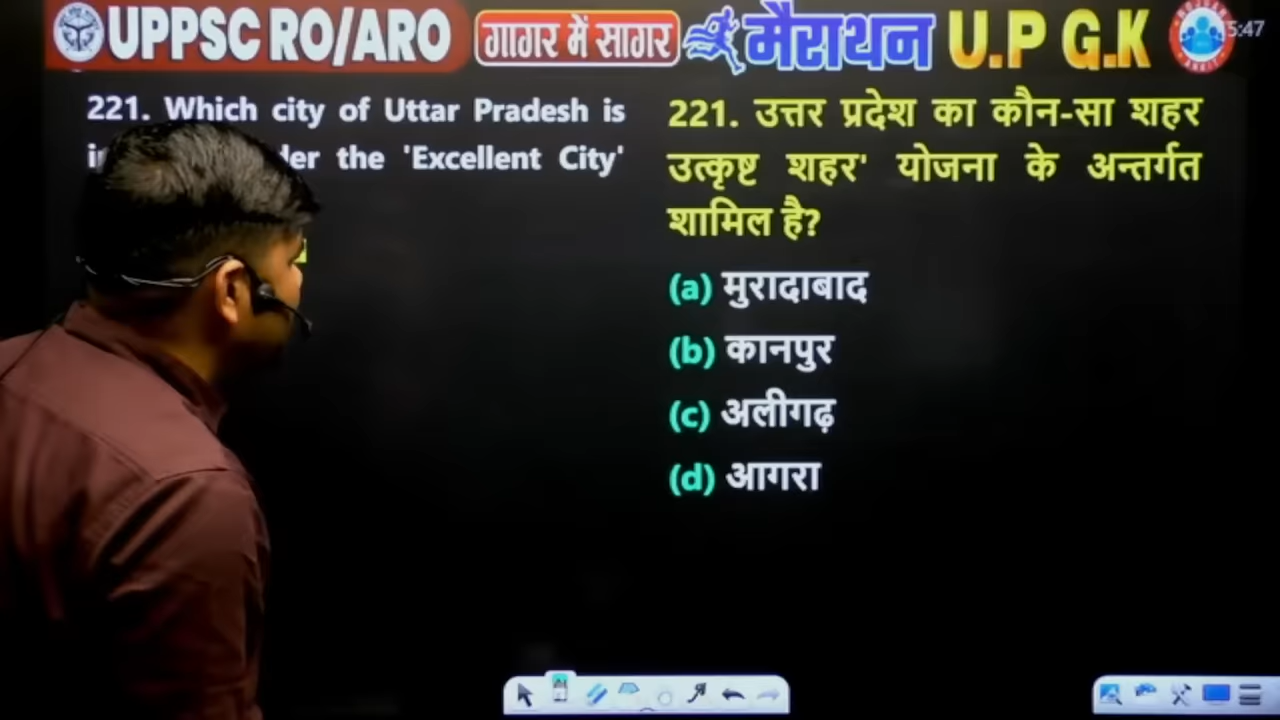 UPPSC RO/ARO गागर में सागर मैराथन U.P G.K
5:47
221. Which city of Uttar Pradesh is
the 'Excellent City'
221. उत्तर प्रदेश का कौन-सा शहर
उत्कृष्ट शहर' योजना के अन्तर्गत
शामिल है?
(a) मुरादाबाद
(b) कानपुर
(c) अलीगढ़
(d) आगरा